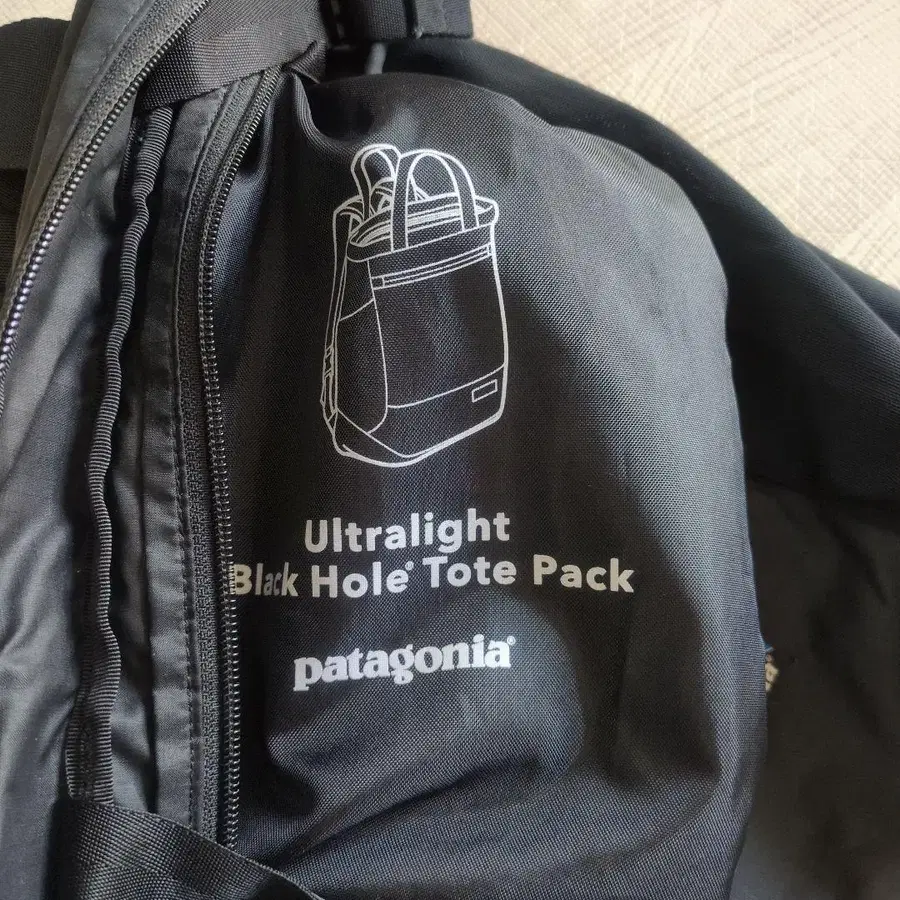 Ultralight
Black Hole® Tote Pack
patagonia®